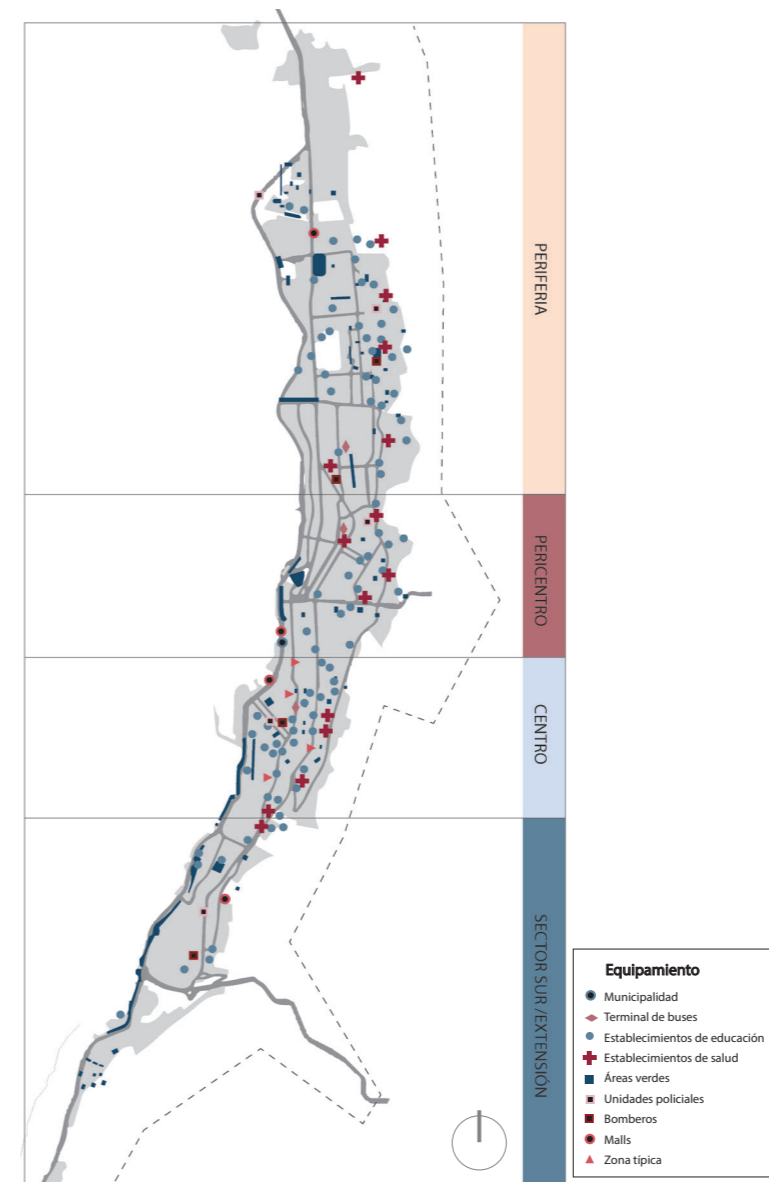 PERIFERIA
PERICENTRO
CENTRO
SECTOR SUR /EXTENSIÓN
Equipamiento
Municipalidad
Terminal de buses
Establecimientos de educación
Establecimientos de salud
Áreas verdes
Unidades policiales
Bomberos
Malls
Zona típica